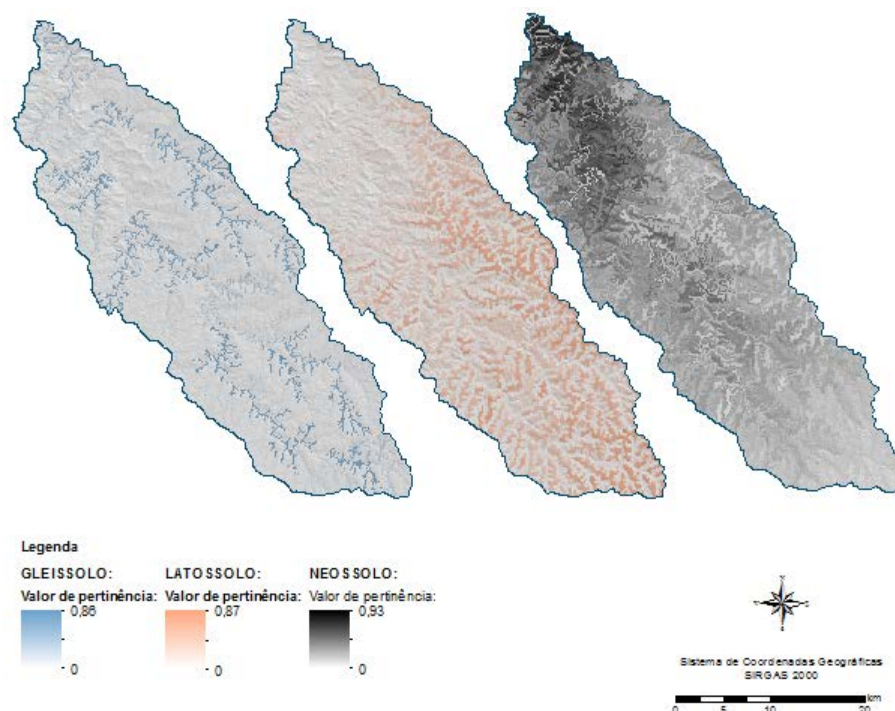 Legenda
GLEISSOLO: LATOSSOLO: NEOSSOLO:
Valor de pertinência: Valor de pertinência: Valor de pertinência:
0,86 0,87 0,93
0 0 0
Sistema de Coordenadas Geográficas
SIRGAS 2000
km
0 5 10 20